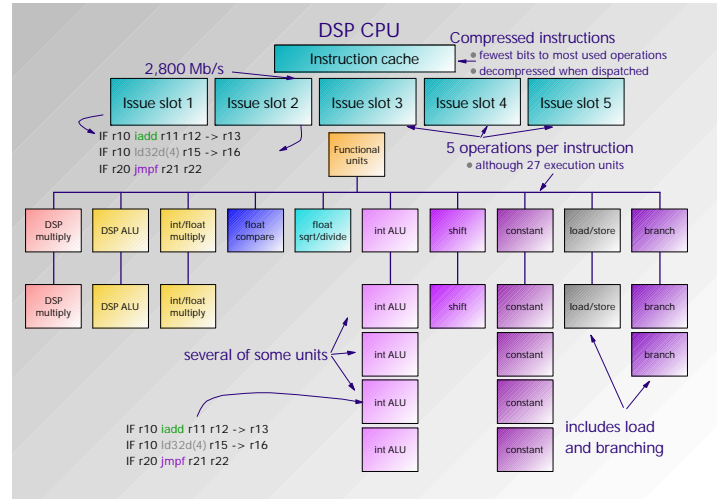 DSP CPU
Compressed instructions
Instruction cache
fewest bits to most used operations
2,800 Mb/s
decompressed when dispatched
Issue slot 1
Issue slot 2
Issue slot 3
Issue slot 4
Issue slot 5
IF r10 iadd r11 r12 -> r13
IF r10 ld32d(4) r15 -> r16
IF r20 jmpf r21 r22
5 operations per instruction
although 27 execution units
Functional
units
DSP
multiply
DSP ALU
int/float
multiply
float
compare
float
sqrt/divide
int ALU
shift
constant
load/store
branch
DSP
multiply
DSP ALU
int/float
multiply
int ALU
shift
constant
load/store
branch
several of some units
int ALU
constant
branch
int ALU
constant
includes load
and branching
IF r10 iadd r11 r12 -> r13
IF r10 ld32d(4) r15 -> r16
IF r20 jmpf r21 r22
int ALU
constant